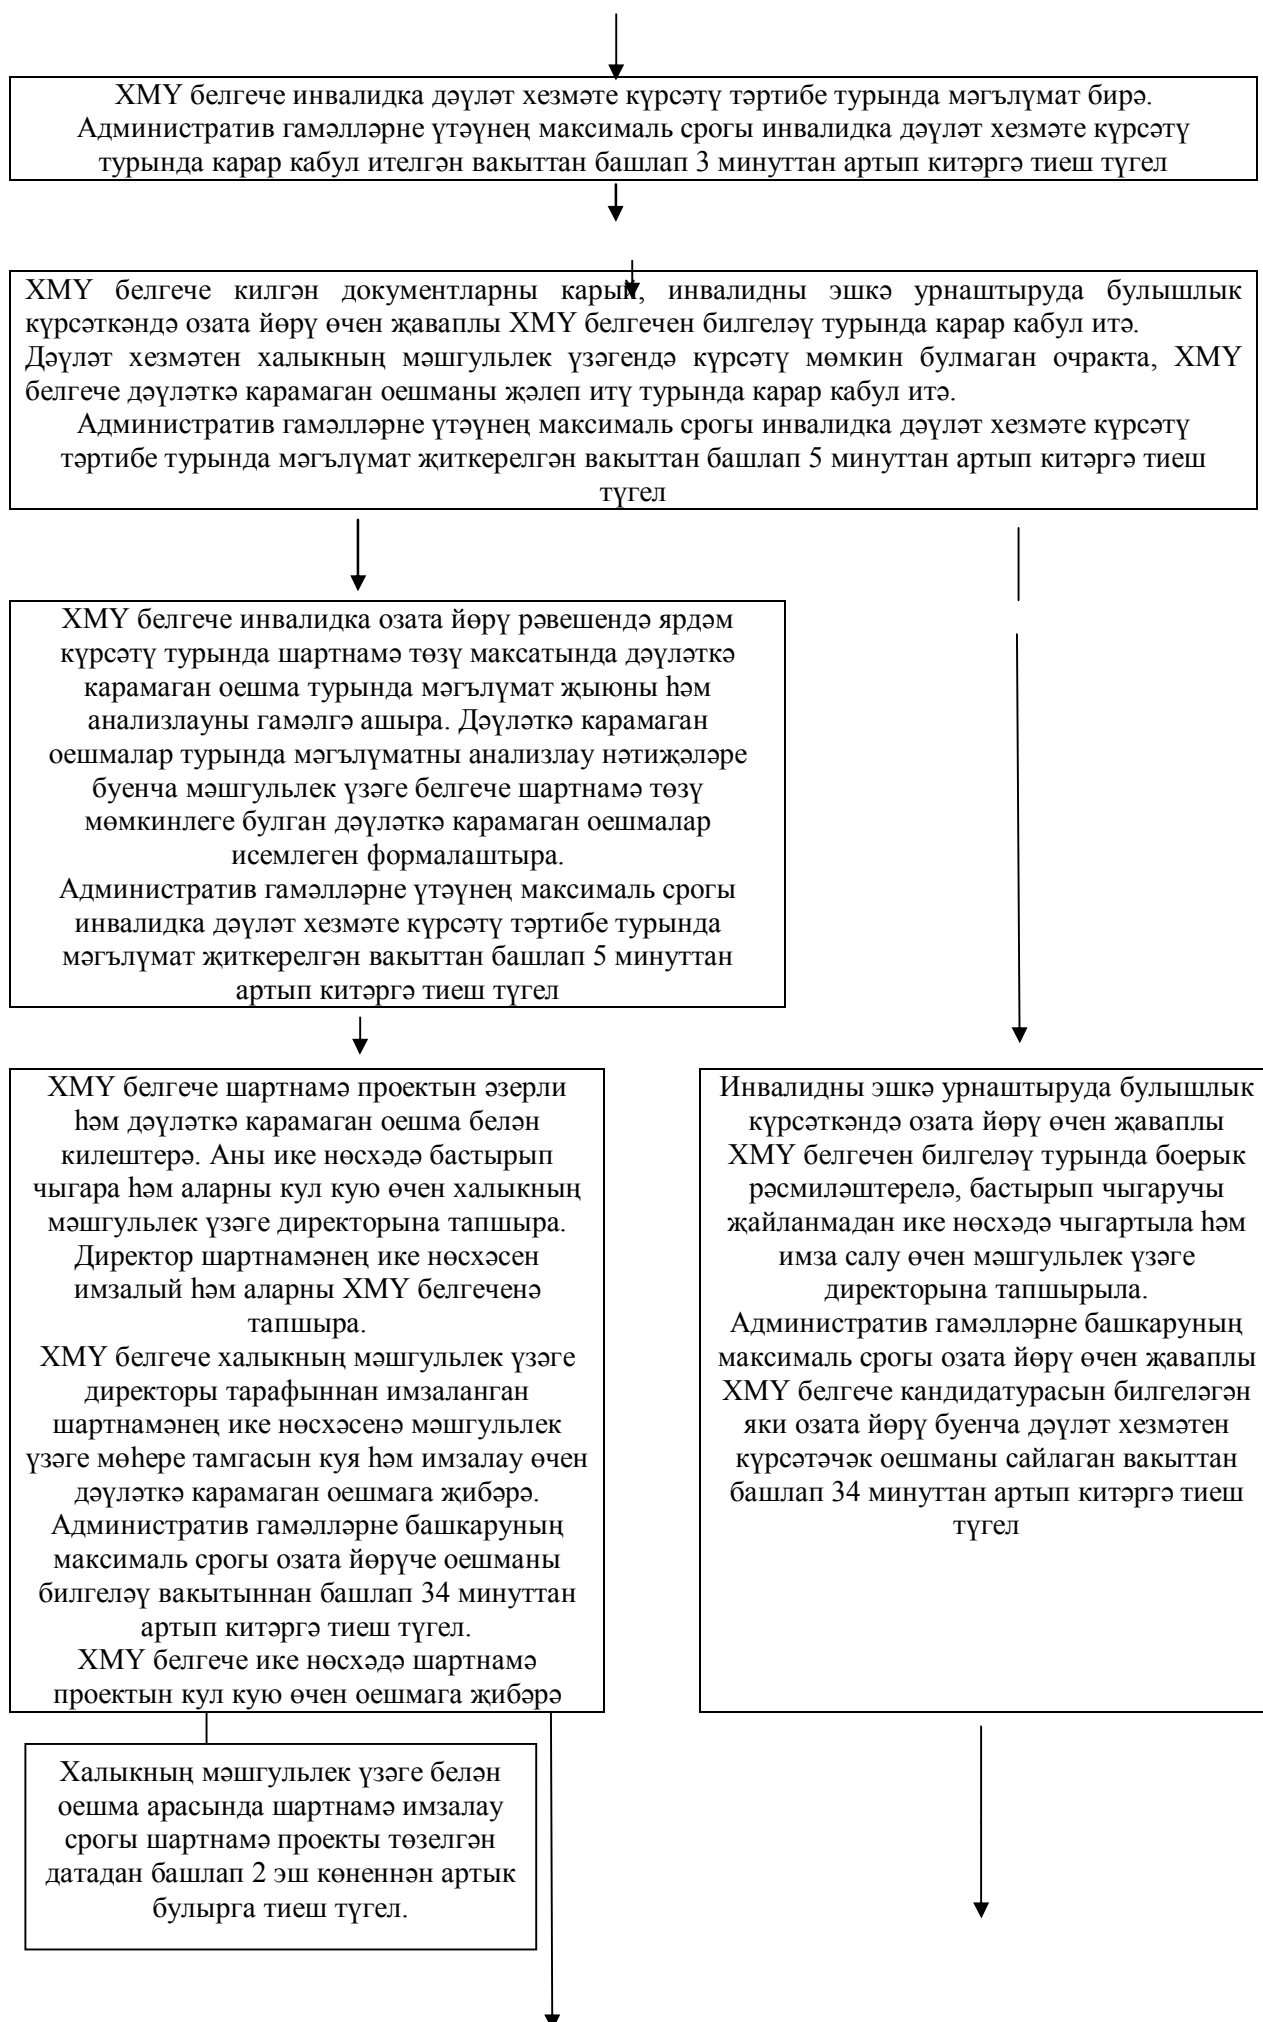 ХМҮ белгече инвалидка дәүләт хезмәте күрсәтү тәртибе турында мәгълүмат бирә.
Административ гамәлләрне үтәүнең максималь срогы инвалидка дәүләт хезмәте күрсәтү
турында карар кабул ителгән вакыттан башлап 3 минуттан артып китәргә тиеш түгел
ХМҮ белгече килгән документларны карый, инвалидны эшкә урнаштыруда булышлык
күрсәткәндә озата йөрү өчен җаваплы ХМҮ белгечен билгеләү турында карар кабул итә.
Дәүләт хезмәтен халыкның мәшгульлек үзәгендә күрсәтү мөмкин булмаган очракта, ХМҮ
белгече дәүләткә карамаган оешманы җәлеп итү турында карар кабул итә.
Административ гамәлләрне үтәүнең максималь срогы инвалидка дәүләт хезмәте күрсәтү
тәртибе турында мәгълүмат җиткерелгән вакыттан башлап 5 минуттан артып китәргә тиеш
түгел
ХМҮ белгече инвалидка озата йөрү рәвешендә ярдәм
күрсәтү турында шартнамә төзү максатында дәүләткә
карамаган оешма турында мәгълүмат җыюны һәм
анализлауны гамәлгә ашыра. Дәүләткә карамаган
оешмалар турында мәгълүматны анализлау нәтиҗәләре
буенча мәшгульлек үзәге белгече шартнамә төзү
мөмкинлеге булган дәүләткә карамаган оешмалар
исемлеген формалаштыра.
Административ гамәлләрне үтәүнең максималь срогы
инвалидка дәүләт хезмәте күрсәтү тәртибе турында
мәгълүмат җиткерелгән вакыттан башлап 5 минуттан
артып китәргә тиеш түгел
ХМҮ белгече шартнамә проектын әзерли
һәм дәүләткә карамаган оешма белән
килештерә. Аны ике нөсхәдә бастырып
чыгара һәм аларны кул кую өчен халыкның
мәшгульлек үзәге директорына тапшыра.
Директор шартнамәнең ике нөсхәсен
имзалый һәм аларны ХМҮ белгеченә
тапшыра.
ХМҮ белгече халыкның мәшгульлек үзәге
директоры тарафыннан имзаланган
шартнамәнең ике нөсхәсенә мәшгульлек
үзәге мөһере тамгасын куя һәм имзалау өчен
дәүләткә карамаган оешмага җибәрә.
Административ гамәлләрне башкаруның
максималь срогы озата йөрүче оешманы
билгеләү вакытыннан башлап 34 минуттан
артып китәргә тиеш түгел.
ХМҮ белгече ике нөсхәдә шартнамә
проектын кул кую өчен оешмага җибәрә
Инвалидны эшкә урнаштыруда булышлык
күрсәткәндә озата йөрү өчен җаваплы
ХМҮ белгечен билгеләү турында боерык
рәсмиләштерелә, бастырып чыгаручы
җайланмадан ике нөсхәдә чыгартыла һәм
имза салу өчен мәшгульлек үзәге
директорына тапшырыла.
Административ гамәлләрне башкаруның
максималь срогы озата йөрү өчен җаваплы
ХМҮ белгече кандидатурасын билгеләгән
яки озата йөрү буенча дәүләт хезмәтен
күрсәтәчәк оешманы сайлаган вакыттан
башлап 34 минуттан артып китәргә тиеш
түгел
Халыкның мәшгульлек үзәге белән
оешма арасында шартнамә имзалау
срогы шартнамә проекты төзелгән
датадан башлап 2 эш көненнән артык
булырга тиеш түгел.